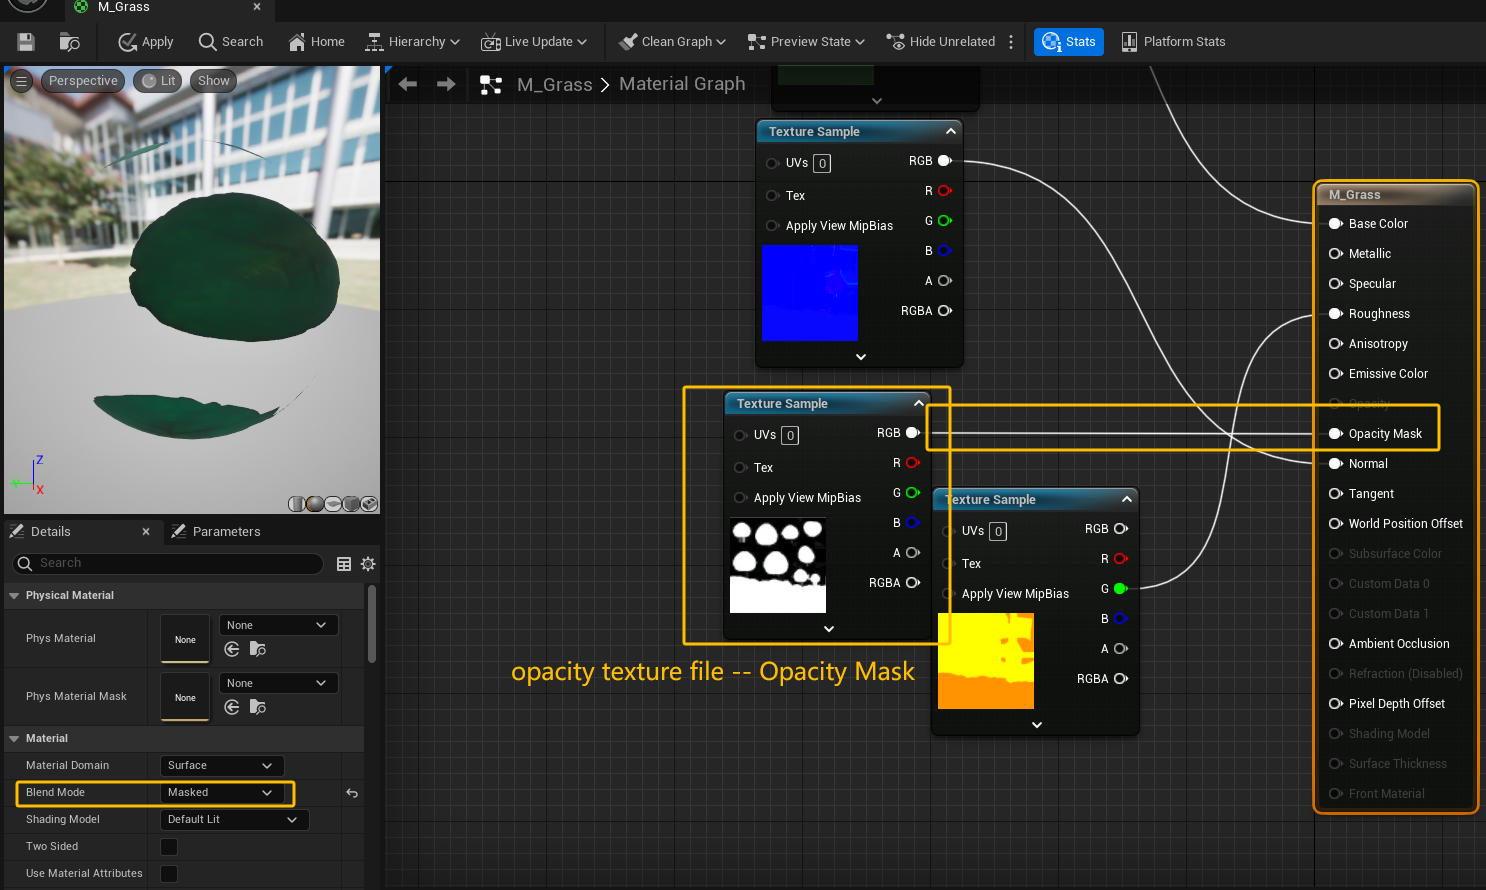 M_Grass
Apply
Search
Home
Hierarchy
Live Update
Clean Graph
Preview State
Hide Unrelated
Stats
Platform Stats
Perspective
Lit
Show
M_Grass
Material Graph
Texture Sample
UVs 0
RGB
Tex
R
Apply View MipBias
G
B
A
RGBA
Texture Sample
UVs 0
RGB
Tex
R
Apply View MipBias
G
B
A
RGBA
Texture Sample
UVs 0
RGB
Tex
R
Apply View MipBias
G
B
A
RGBA
opacity texture file -- Opacity Mask
M_Grass
Base Color
Metallic
Specular
Roughness
Anisotropy
Emissive Color
Opacity
Opacity Mask
Normal
Tangent
World Position Offset
Subsurface Color
Custom Data 0
Custom Data 1
Ambient Occlusion
Refraction (Disabled)
Pixel Depth Offset
Shading Model
Surface Thickness
Front Material
Z
Y
X
Details
Parameters
Search
Physical Material
Phys Material
None
None
Phys Material Mask
None
None
Material
Material Domain
Surface
Blend Mode
Masked
Shading Model
Default Lit
Two Sided
Use Material Attributes